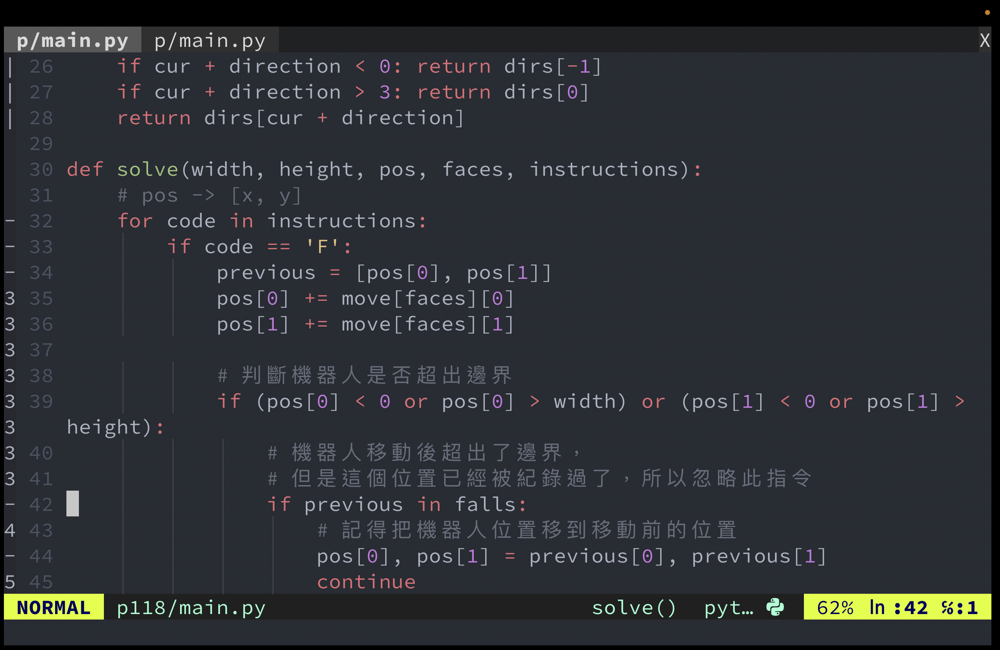 p/main.py p/main.py X
| 26 if cur + direction < 0: return dirs[-1]
| 27 if cur + direction > 3: return dirs[0]
| 28 return dirs[cur + direction]
29
30 def solve(width, height, pos, faces, instructions):
31 # pos -> [x, y]
- 32 for code in instructions:
- 33 if code == 'F':
- 34 previous = [pos[0], pos[1]]
3 35 pos[0] += move[faces][0]
3 36 pos[1] += move[faces][1]
3 37
3 38 # 判斷機器人是否超出邊界
3 39 if (pos[0] < 0 or pos[0] > width) or (pos[1] < 0 or pos[1] >
3 height):
3 40 # 機器人移動後超出了邊界，
3 41 # 但是這個位置已經被紀錄過了，所以忽略此指令
- 42 if previous in falls:
4 43 # 記得把機器人位置移到移動前的位置
- 44 pos[0], pos[1] = previous[0], previous[1]
5 45 continue
NORMAL p118/main.py solve() pyt… 62% ln :42 ℅:1